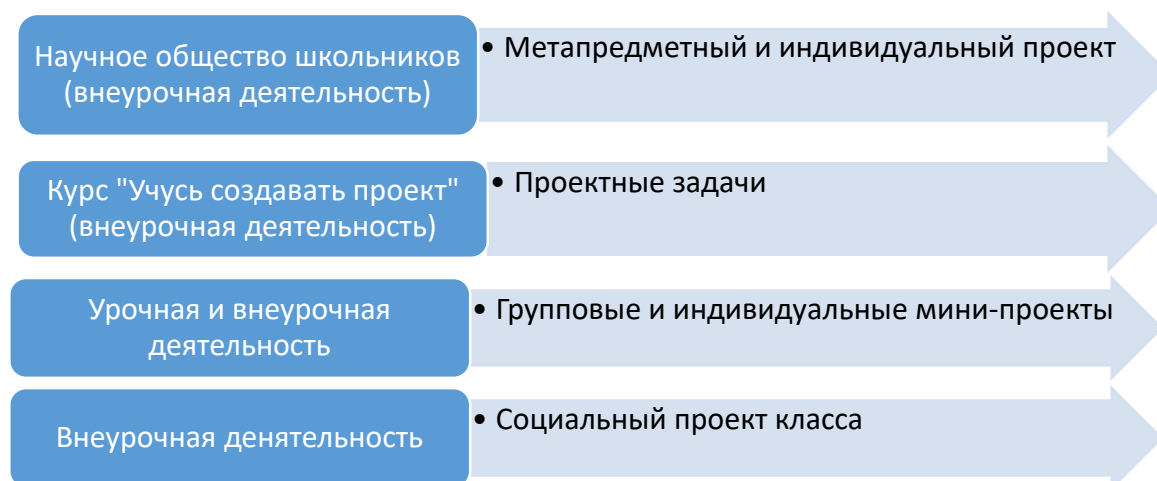 Научное общество школьников
(внеурочная деятельность)
• Метапредметный и индивидуальный проект
Курс "Учусь создавать проект"
(внеурочная деятельность)
• Проектные задачи
Урочная и внеурочная
деятельность
• Групповые и индивидуальные мини-проекты
Внеурочная денятельность
• Социальный проект класса